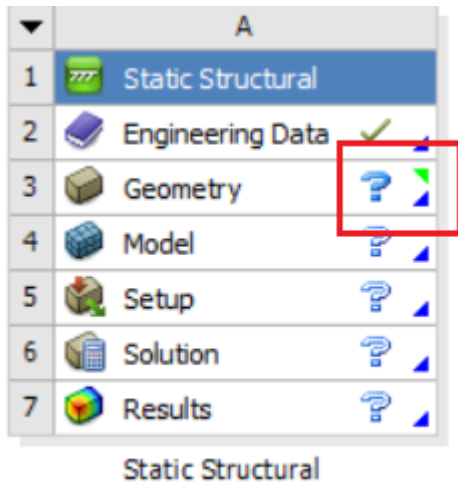 A
1 Static Structural
2 Engineering Data
3 Geometry ?
4 Model ?
5 Setup ?
6 Solution ?
7 Results ?
Static Structural